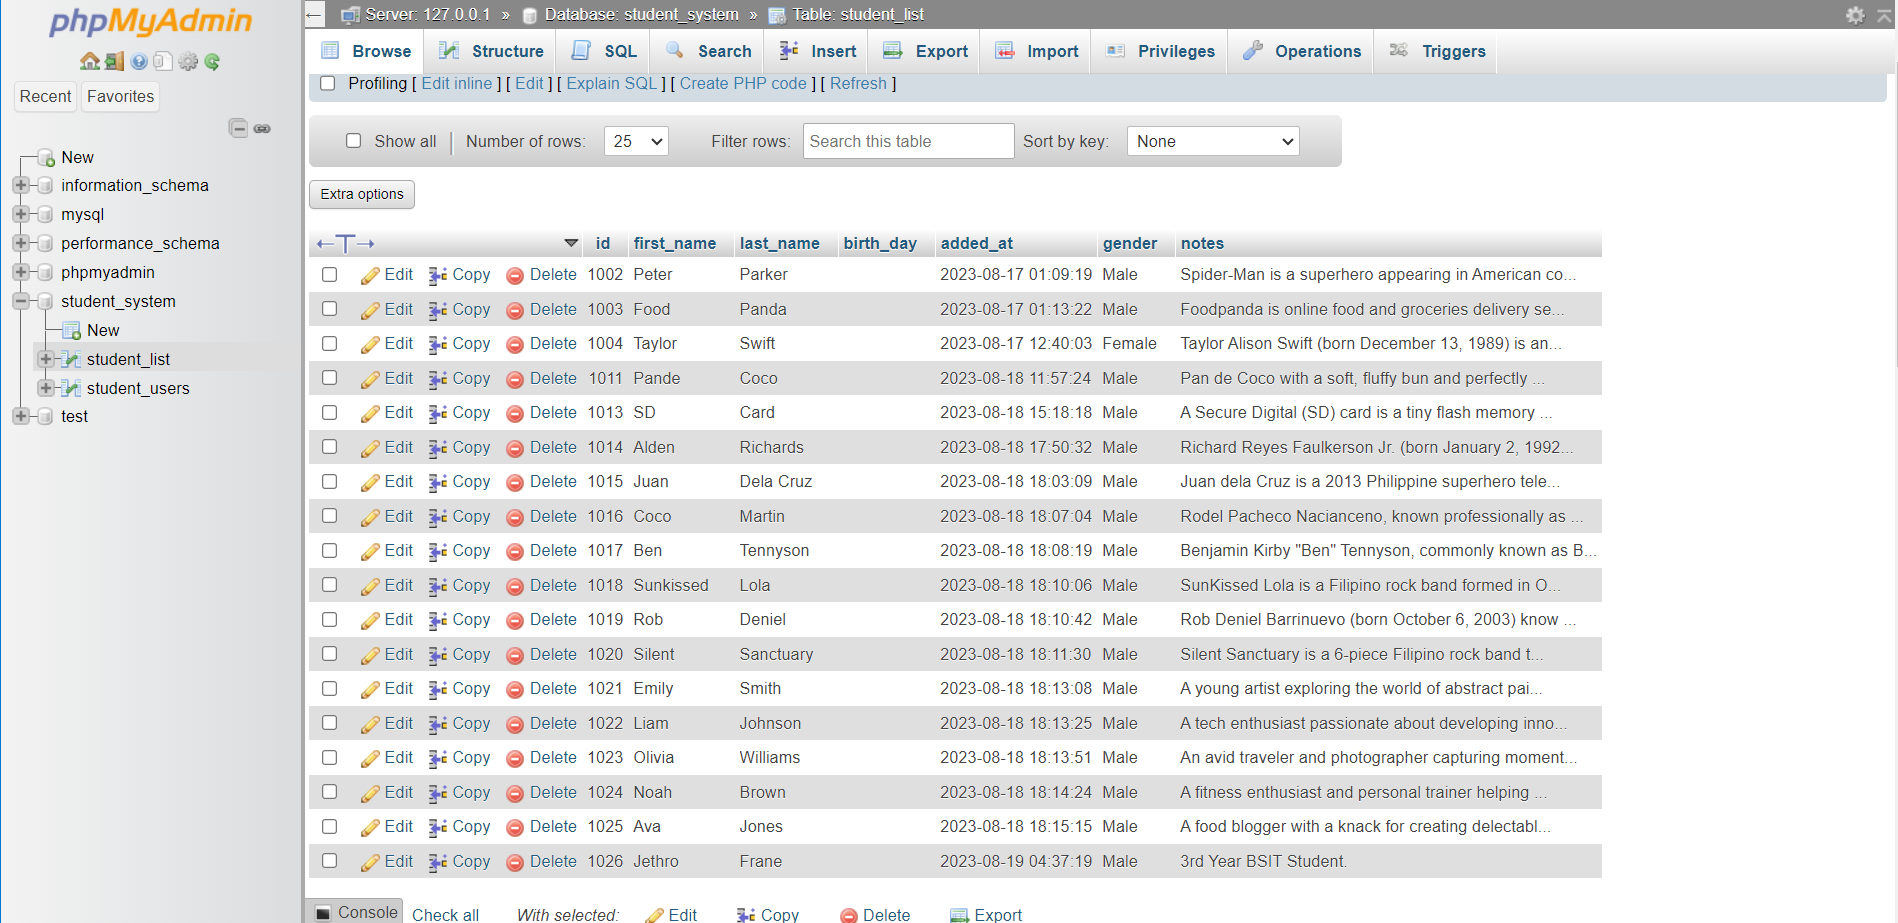 phpMyAdmin
Recent Favorites
New
information_schema
mysql
performance_schema
phpmyadmin
student_system
New
student_list
student_users
test
Server: 127.0.0.1 » Database: student_system » Table: student_list
Browse Structure SQL Search Insert Export Import Privileges Operations Triggers
Profiling [ Edit inline ] [ Edit ] [ Explain SQL ] [ Create PHP code ] [ Refresh ]
Show all Number of rows: 25 Filter rows: Search this table Sort by key: None
Extra options
←T→ id first_name last_name birth_day added_at gender notes
Edit Copy Delete 1002 Peter Parker 2023-08-17 01:09:19 Male Spider-Man is a superhero appearing in American co...
Edit Copy Delete 1003 Food Panda 2023-08-17 01:13:22 Male Foodpanda is online food and groceries delivery se...
Edit Copy Delete 1004 Taylor Swift 2023-08-17 12:40:03 Female Taylor Alison Swift (born December 13, 1989) is an...
Edit Copy Delete 1011 Pande Coco 2023-08-18 11:57:24 Male Pan de Coco with a soft, fluffy bun and perfectly ...
Edit Copy Delete 1013 SD Card 2023-08-18 15:18:18 Male A Secure Digital (SD) card is a tiny flash memory ...
Edit Copy Delete 1014 Alden Richards 2023-08-18 17:50:32 Male Richard Reyes Faulkerson Jr. (born January 2, 1992...
Edit Copy Delete 1015 Juan Dela Cruz 2023-08-18 18:03:09 Male Juan dela Cruz is a 2013 Philippine superhero tele...
Edit Copy Delete 1016 Coco Martin 2023-08-18 18:07:04 Male Rodel Pacheco Nacianceno, known professionally as ...
Edit Copy Delete 1017 Ben Tennyson 2023-08-18 18:08:19 Male Benjamin Kirby "Ben" Tennyson, commonly known as B...
Edit Copy Delete 1018 Sunkissed Lola 2023-08-18 18:10:06 Male SunKissed Lola is a Filipino rock band formed in O...
Edit Copy Delete 1019 Rob Deniel 2023-08-18 18:10:42 Male Rob Deniel Barrinuevo (born October 6, 2003) know ...
Edit Copy Delete 1020 Silent Sanctuary 2023-08-18 18:11:30 Male Silent Sanctuary is a 6-piece Filipino rock band t...
Edit Copy Delete 1021 Emily Smith 2023-08-18 18:13:08 Male A young artist exploring the world of abstract pai...
Edit Copy Delete 1022 Liam Johnson 2023-08-18 18:13:25 Male A tech enthusiast passionate about developing inno...
Edit Copy Delete 1023 Olivia Williams 2023-08-18 18:13:51 Male An avid traveler and photographer capturing moment...
Edit Copy Delete 1024 Noah Brown 2023-08-18 18:14:24 Male A fitness enthusiast and personal trainer helping ...
Edit Copy Delete 1025 Ava Jones 2023-08-18 18:15:15 Male A food blogger with a knack for creating delectabl...
Edit Copy Delete 1026 Jethro Frane 2023-08-19 04:37:19 Male 3rd Year BSIT Student.
Console Check all With selected: Edit Copy Delete Export